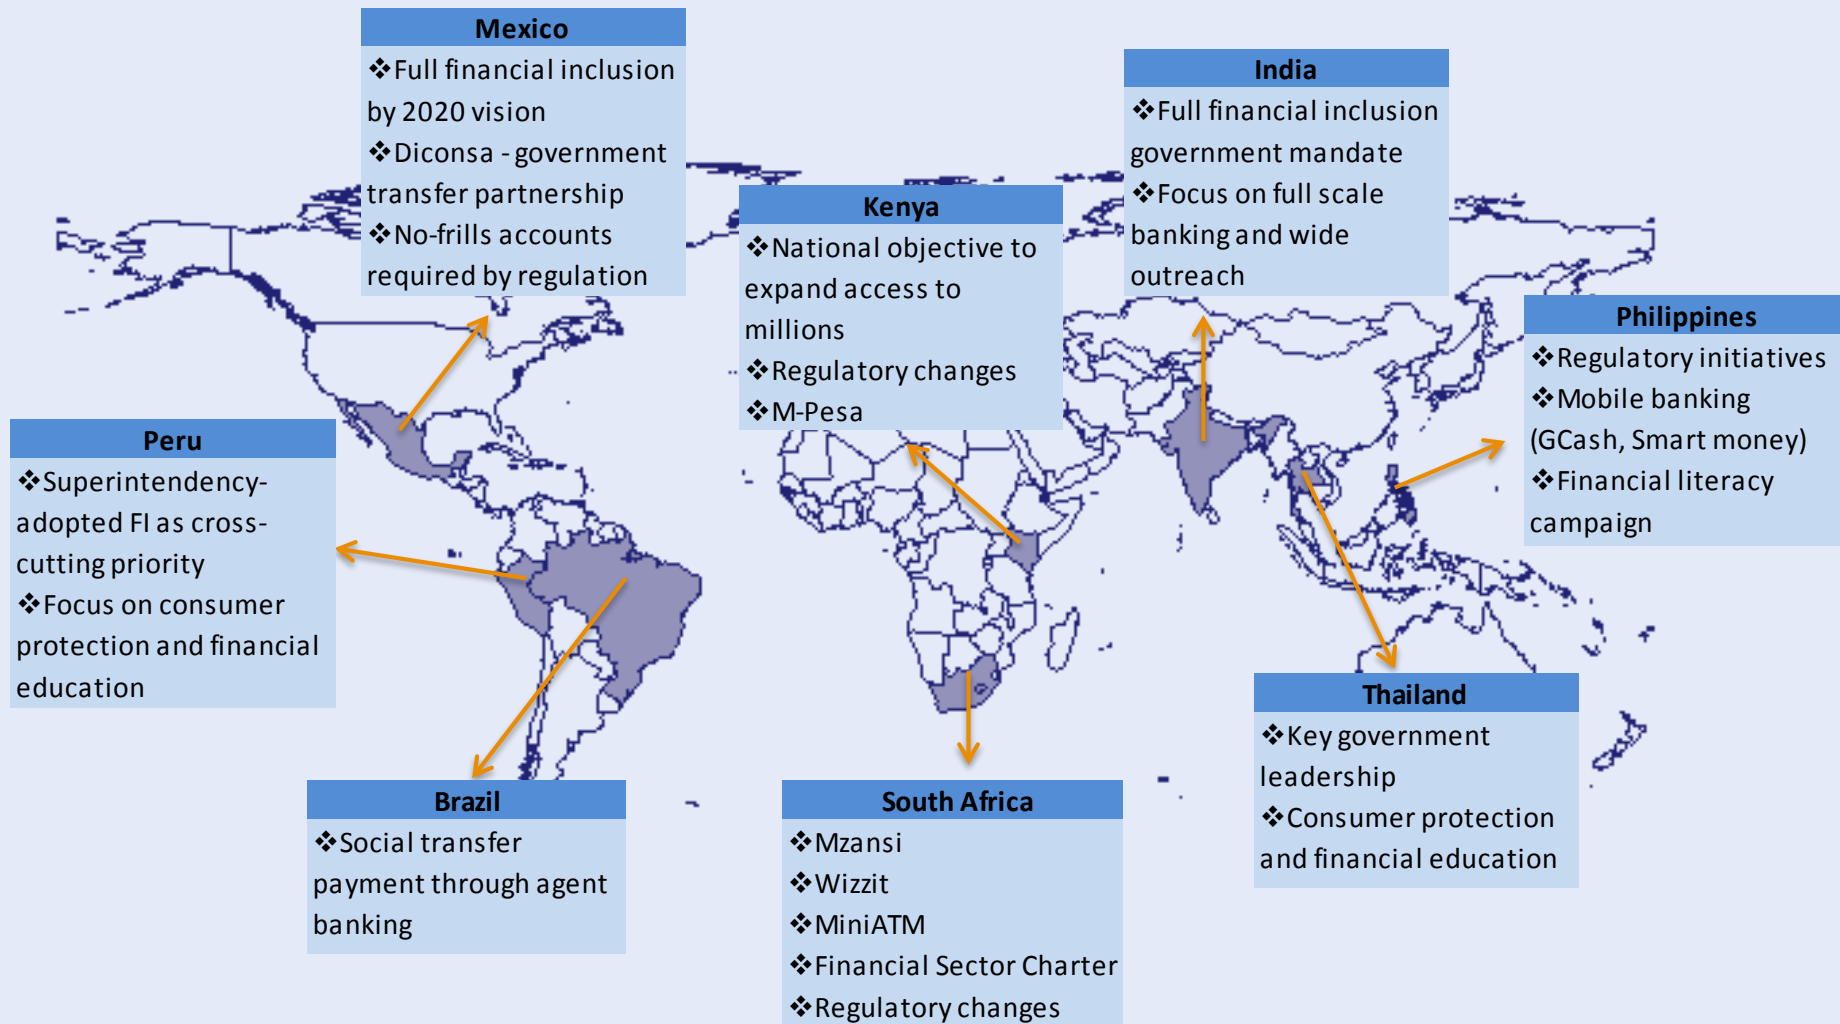 Mexico
❖Full financial inclusion
by 2020 vision
❖Diconsa - government
transfer partnership
❖No-frills accounts
required by regulation
India
❖Full financial inclusion
government mandate
❖Focus on full scale
banking and wide
outreach
Kenya
❖National objective to
expand access to
millions
❖Regulatory changes
❖M-Pesa
Philippines
❖Regulatory initiatives
❖Mobile banking
(GCash, Smart money)
❖Financial literacy
campaign
Peru
❖Superintendency-
adopted FI as cross-
cutting priority
❖Focus on consumer
protection and financial
education
Thailand
❖Key government
leadership
❖Consumer protection
and financial education
Brazil
❖Social transfer
payment through agent
banking
South Africa
❖Mzansi
❖Wizzit
❖MiniATM
❖Financial Sector Charter
❖Regulatory changes